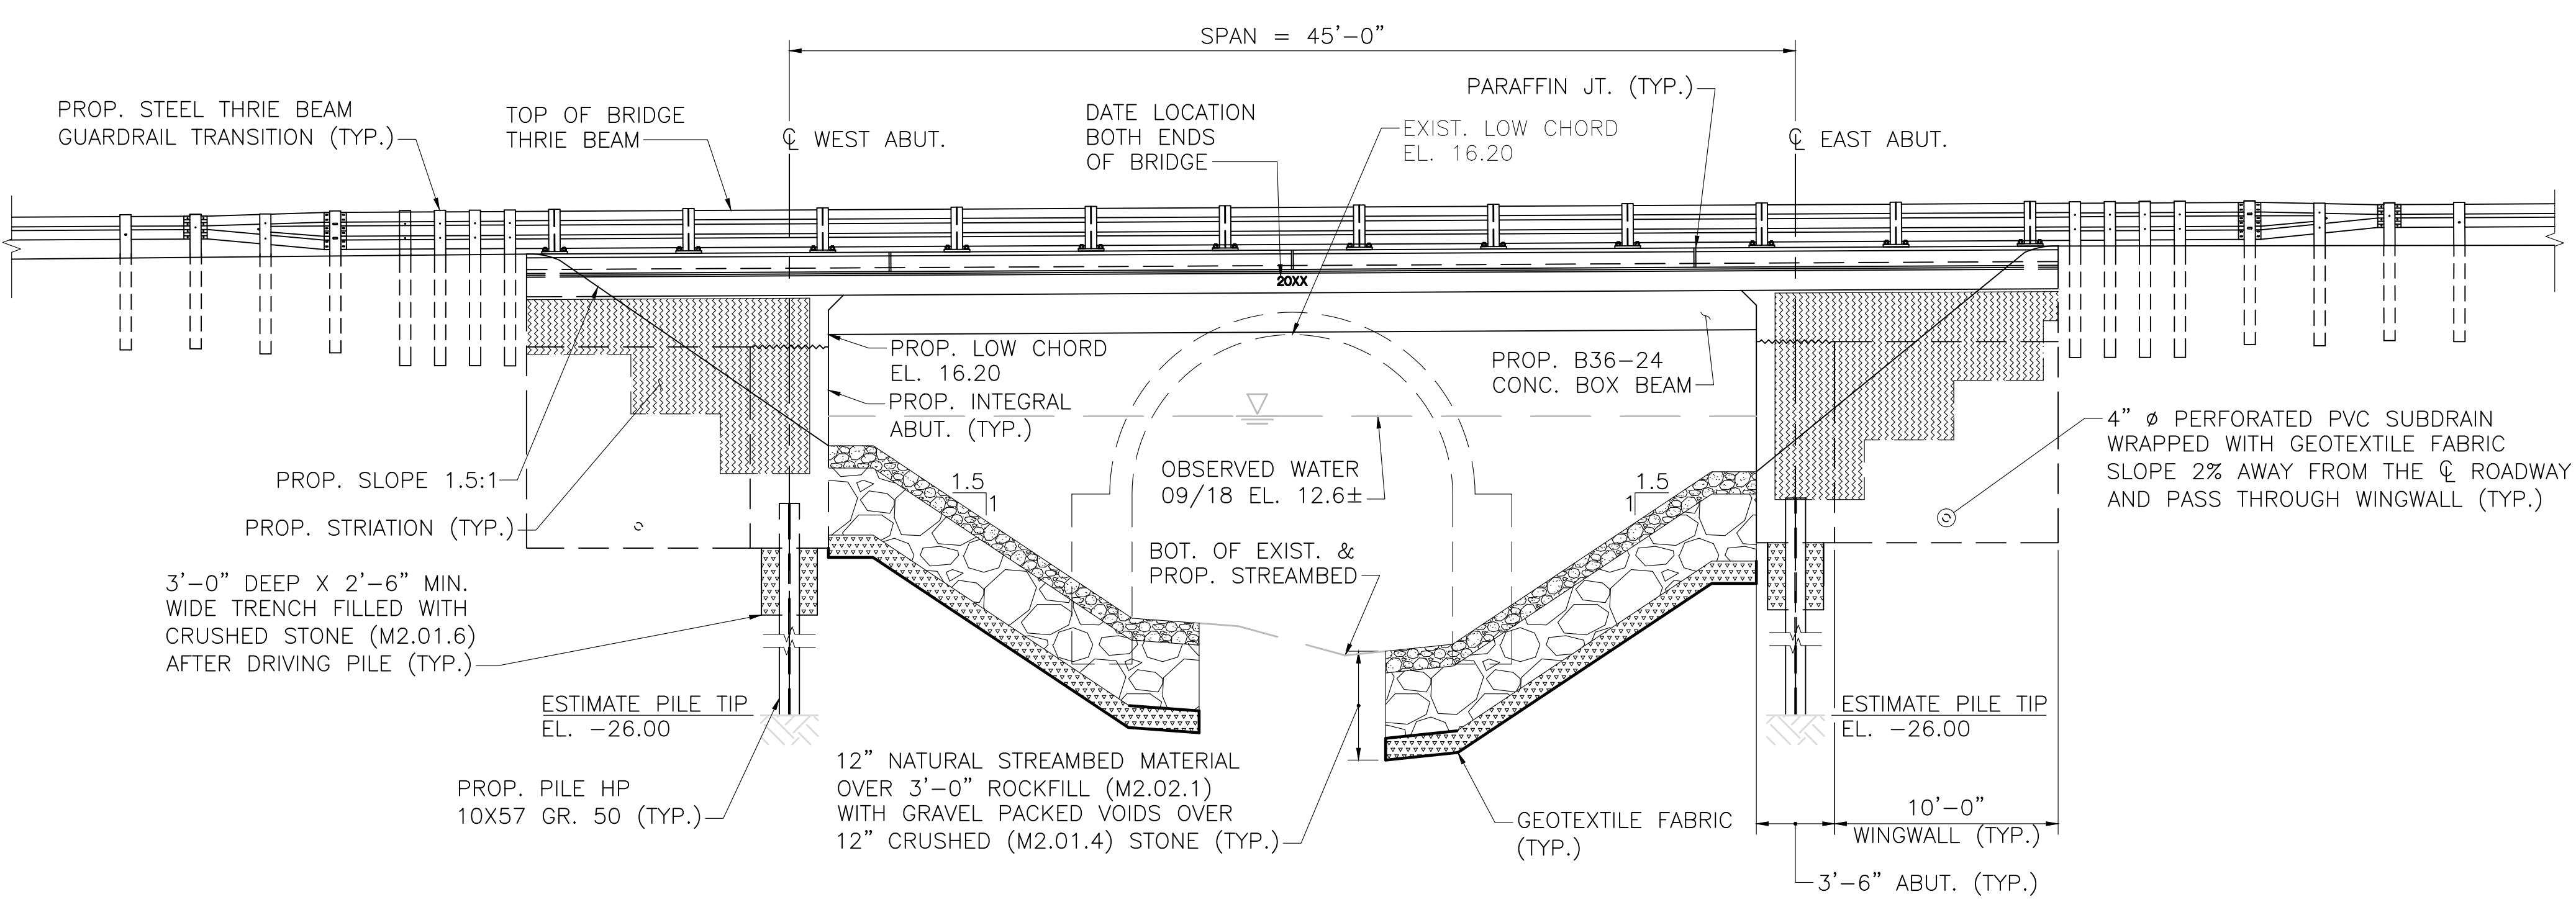 SPAN = 45'-0"
PROP. STEEL THRIE BEAM
GUARDRAIL TRANSITION (TYP.)
TOP OF BRIDGE
THRIE BEAM
℄ WEST ABUT.
DATE LOCATION
BOTH ENDS
OF BRIDGE
PARAFFIN JT. (TYP.)
EXIST. LOW CHORD
EL. 16.20
℄ EAST ABUT.
20XX
PROP. LOW CHORD
EL. 16.20
PROP. INTEGRAL
ABUT. (TYP.)
PROP. B36-24
CONC. BOX BEAM
4" ø PERFORATED PVC SUBDRAIN
WRAPPED WITH GEOTEXTILE FABRIC
SLOPE 2% AWAY FROM THE ℄ ROADWAY
AND PASS THROUGH WINGWALL (TYP.)
PROP. SLOPE 1.5:1
PROP. STRIATION (TYP.)
1.5
1
OBSERVED WATER
09/18 EL. 12.6±
1.5
1
BOT. OF EXIST. &
PROP. STREAMBED
3'-0" DEEP X 2'-6" MIN.
WIDE TRENCH FILLED WITH
CRUSHED STONE (M2.01.6)
AFTER DRIVING PILE (TYP.)
ESTIMATE PILE TIP
EL. -26.00
ESTIMATE PILE TIP
EL. -26.00
PROP. PILE HP
10X57 GR. 50 (TYP.)
12" NATURAL STREAMBED MATERIAL
OVER 3'-0" ROCKFILL (M2.02.1)
WITH GRAVEL PACKED VOIDS OVER
12" CRUSHED (M2.01.4) STONE (TYP.)
GEOTEXTILE FABRIC
(TYP.)
10'-0"
WINGWALL (TYP.)
3'-6" ABUT. (TYP.)